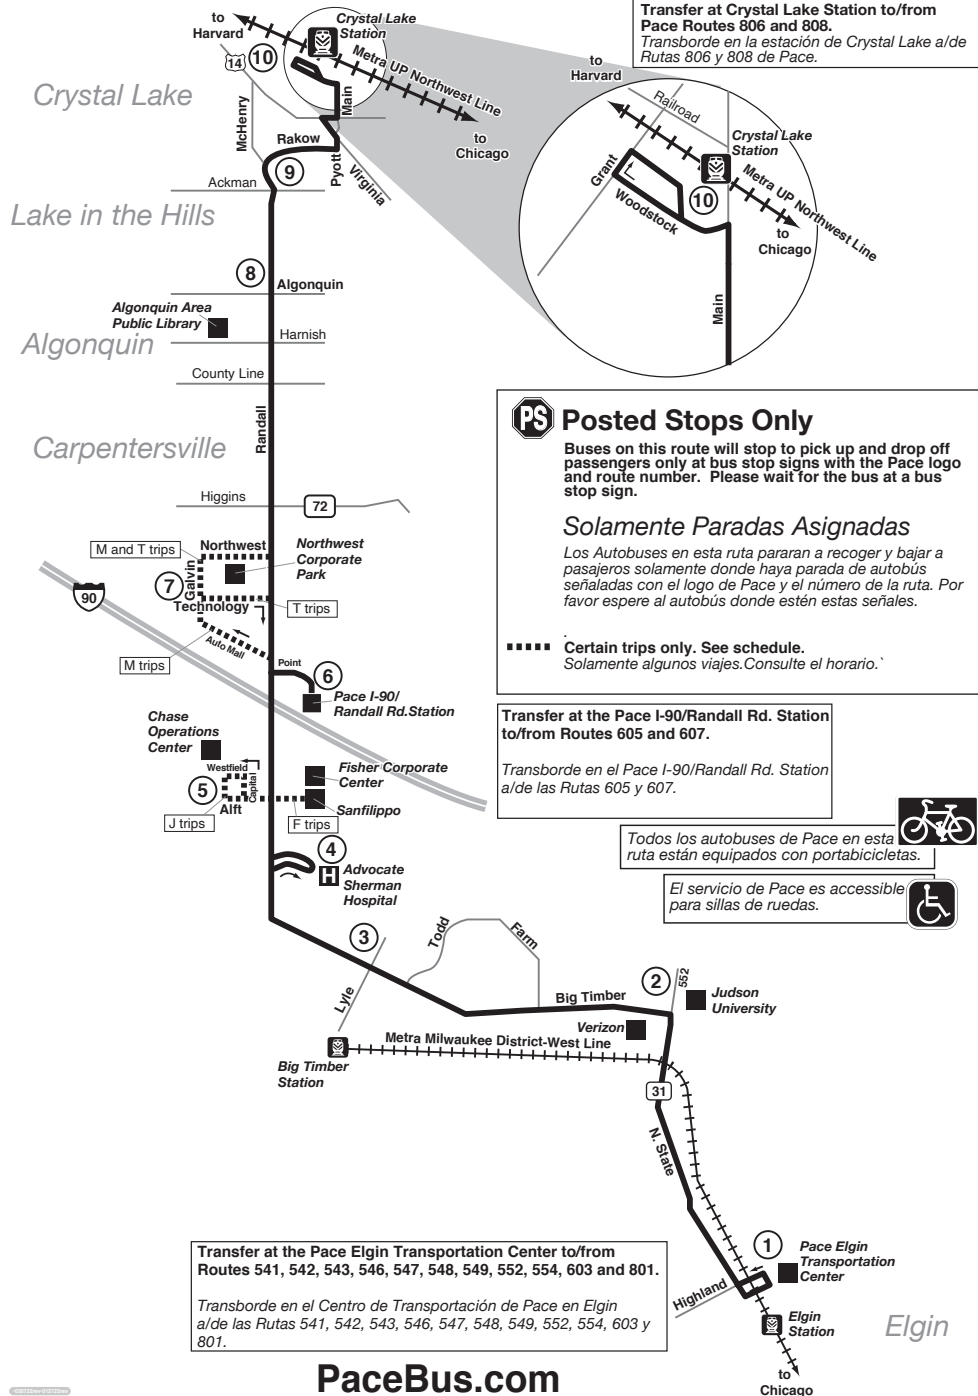 Transfer at Crystal Lake Station to/from
Pace Routes 806 and 808.
Transborde en la estación de Crystal Lake a/de
Rutas 806 y 808 de Pace.
to
Harvard
14
10
Crystal Lake
Station
Metra UP Northwest Line
to
Chicago
Crystal Lake
McHenry
Main
Rakow
Pyott
Virginia
9
Ackman
Lake in the Hills
to
Harvard
Railroad
Crystal Lake
Station
Grant
Woodstock
10
Metra UP Northwest Line
to
Chicago
Main
8
Algonquin
Algonquin Area
Public Library
Algonquin
Harnish
County Line
Randall
Carpentersville
Higgins
72
PS
Posted Stops Only
Buses on this route will stop to pick up and drop off
passengers only at bus stop signs with the Pace logo
and route number. Please wait for the bus at a bus
stop sign.
Solamente Paradas Asignadas
Los Autobuses en esta ruta pararan a recoger y bajar a
pasajeros solamente donde haya parada de autobús
señaladas con el logo de Pace y el número de la ruta. Por
favor espere al autobús donde estén estas señales.
.
Certain trips only. See schedule.
Solamente algunos viajes.Consulte el horario.`
M and T trips
Northwest
Northwest
Corporate
Park
Galvin
7
90
Technology
T trips
Auto Mall
M trips
Point
6
Pace I-90/
Randall Rd.Station
Transfer at the Pace I-90/Randall Rd. Station
to/from Routes 605 and 607.
Transborde en el Pace I-90/Randall Rd. Station
a/de las Rutas 605 y 607.
Chase
Operations
Center
Westfield
Capital
5
Alft
J trips
Fisher Corporate
Center
Sanfilippo
F trips
Todos los autobuses de Pace en esta
ruta están equipados con portabicicletas.
El servicio de Pace es accessible
para sillas de ruedas.
4
H
Advocate
Sherman
Hospital
3
Lyle
Todd
Farm
Big Timber
2
552
Judson
University
Verizon
Metra Milwaukee District-West Line
Big Timber
Station
31
N. State
1
Pace Elgin
Transportation
Center
Highland
Elgin
Station
Elgin
to
Chicago
Transfer at the Pace Elgin Transportation Center to/from
Routes 541, 542, 543, 546, 547, 548, 549, 552, 554, 603 and 801.
Transborde en el Centro de Transportación de Pace en Elgin
a/de las Rutas 541, 542, 543, 546, 547, 548, 549, 552, 554, 603 y
801.
PaceBus.com